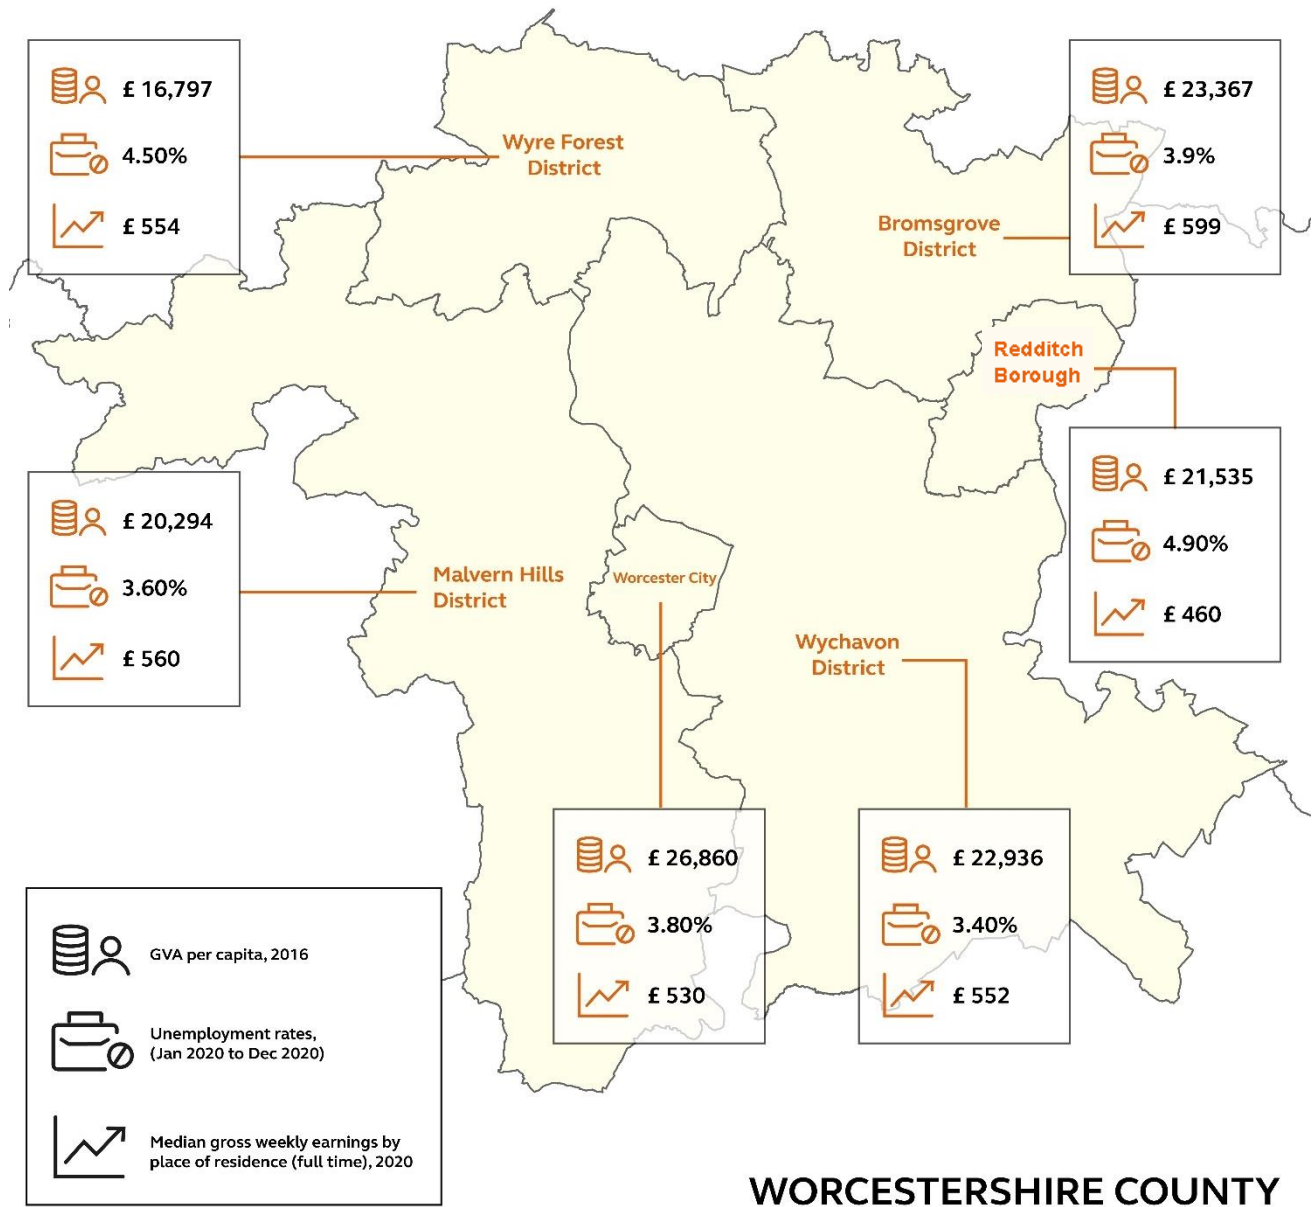 £ 16,797
4.50%
£ 554
Wyre Forest
District
£ 23,367
3.9%
£ 599
Bromsgrove
District
Redditch
Borough
£ 21,535
4.90%
£ 460
£ 20,294
3.60%
£ 560
Malvern Hills
District
Worcester City
Wychavon
District
£ 26,860
3.80%
£ 530
£ 22,936
3.40%
£ 552
GVA per capita, 2016
Unemployment rates,
(Jan 2020 to Dec 2020)
Median gross weekly earnings by
place of residence (full time), 2020
WORCESTERSHIRE COUNTY